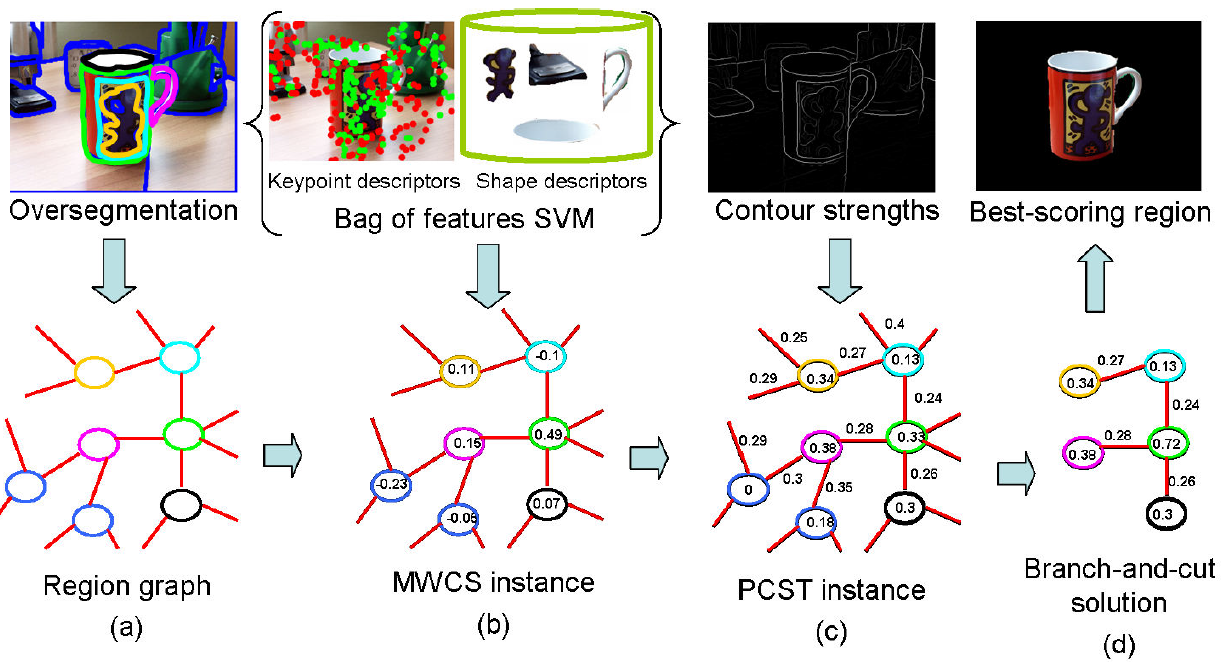 Keypoint descriptors
Shape descriptors
Oversegmentation
Bag of features SVM
Contour strengths
Best-scoring region
-0.1
0.11
0.49
0.15
-0.23
-0.05
0.07
0.4
0.25
0.27
0.13
0.34
0.29
0.24
0.28
0.33
0.29
0.38
0.3
0.35
0.26
0
0.18
0.3
0.27
0.13
0.34
0.24
0.28
0.72
0.38
0.26
0.3
Region graph
MWCS instance
PCST instance
Branch-and-cut
solution
(a)
(b)
(c)
(d)